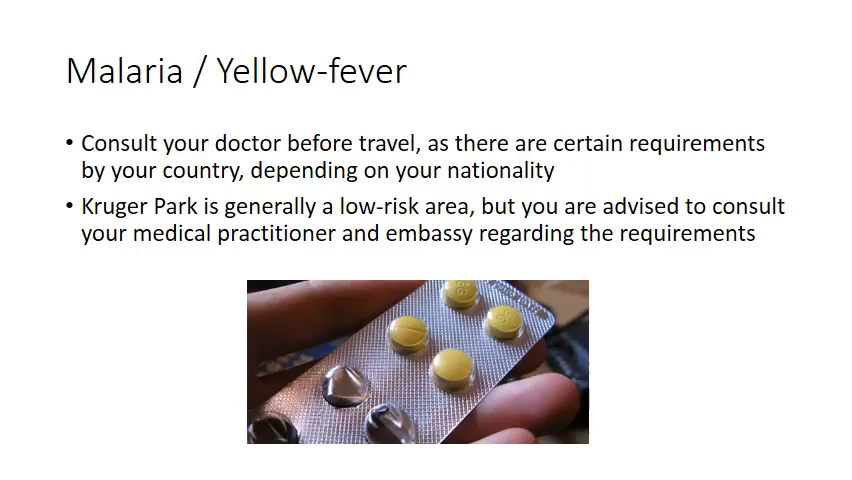 Malaria / Yellow-fever
• Consult your doctor before travel, as there are certain requirements
by your country, depending on your nationality
• Kruger Park is generally a low-risk area, but you are advised to consult
your medical practitioner and embassy regarding the requirements